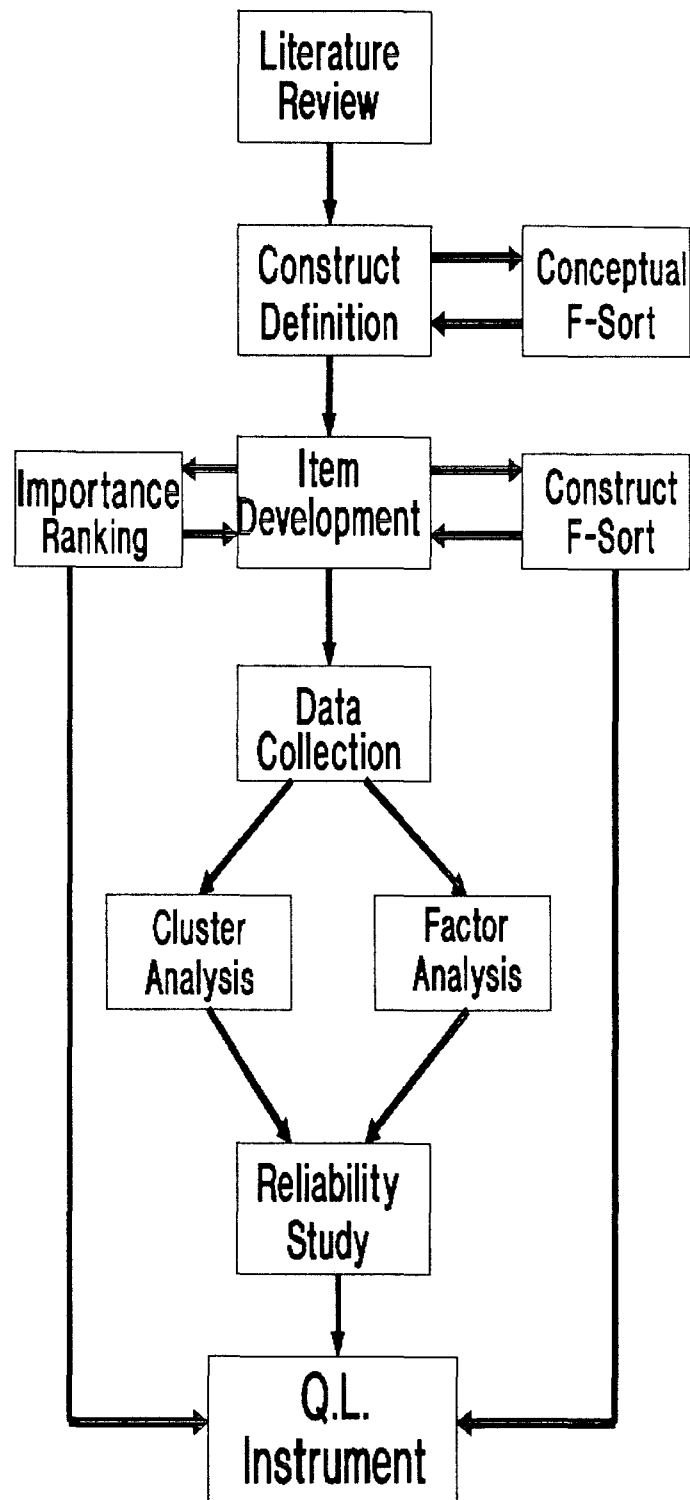 Literature
Review
Construct
Definition
Conceptual
F-Sort
Importance
Ranking
Item
Development
Construct
F-Sort
Data
Collection
Cluster
Analysis
Factor
Analysis
Reliability
Study
Q.L.
Instrument